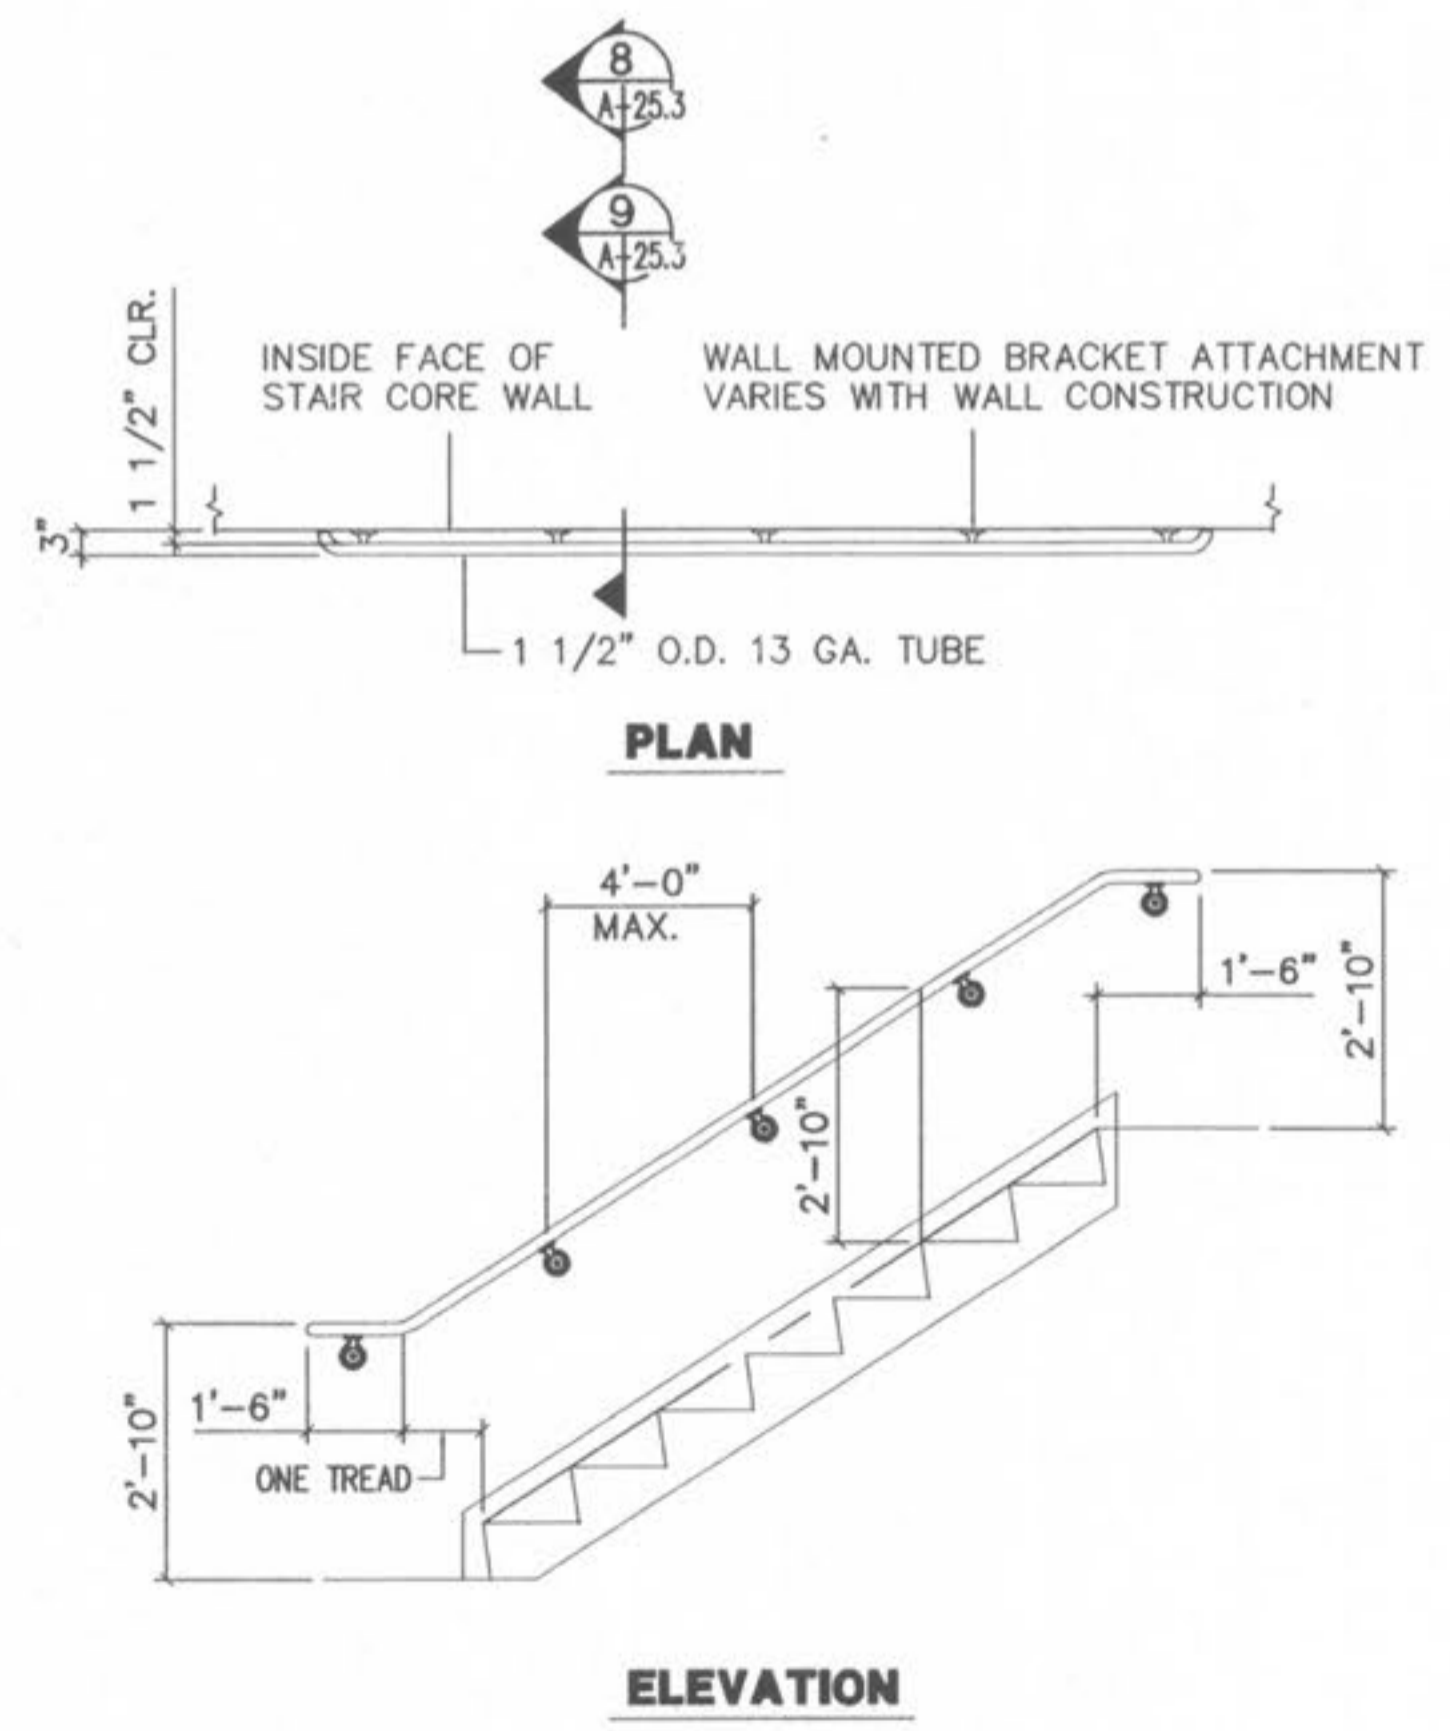 8
A-25.3
9
A-25.3
1 1/2" CLR.
3"
INSIDE FACE OF
STAIR CORE WALL
WALL MOUNTED BRACKET ATTACHMENT
VARIES WITH WALL CONSTRUCTION
1 1/2" O.D. 13 GA. TUBE
PLAN
4'-0"
MAX.
1'-6"
2'-10"
2'-10"
1'-6"
2'-10"
ONE TREAD
ELEVATION